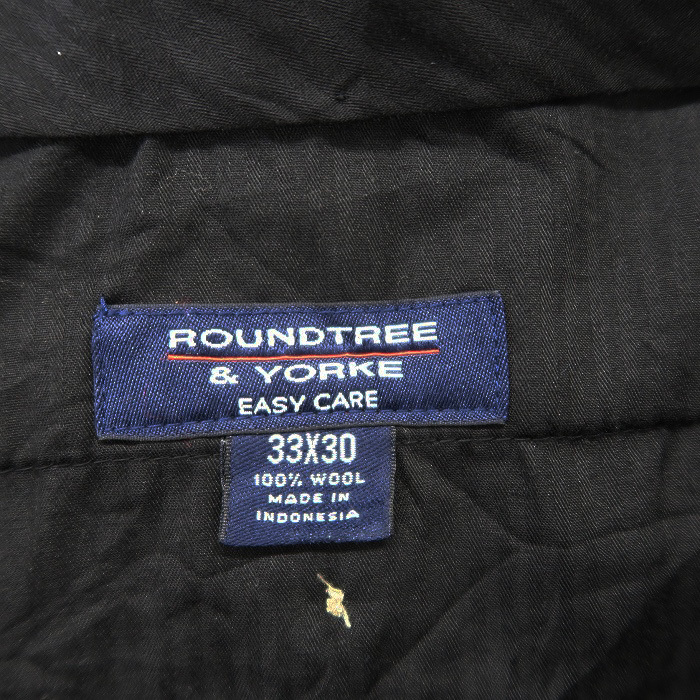 ROUNDTREE
& YORKE
EASY CARE
33X30
100% WOOL
MADE IN
INDONESIA